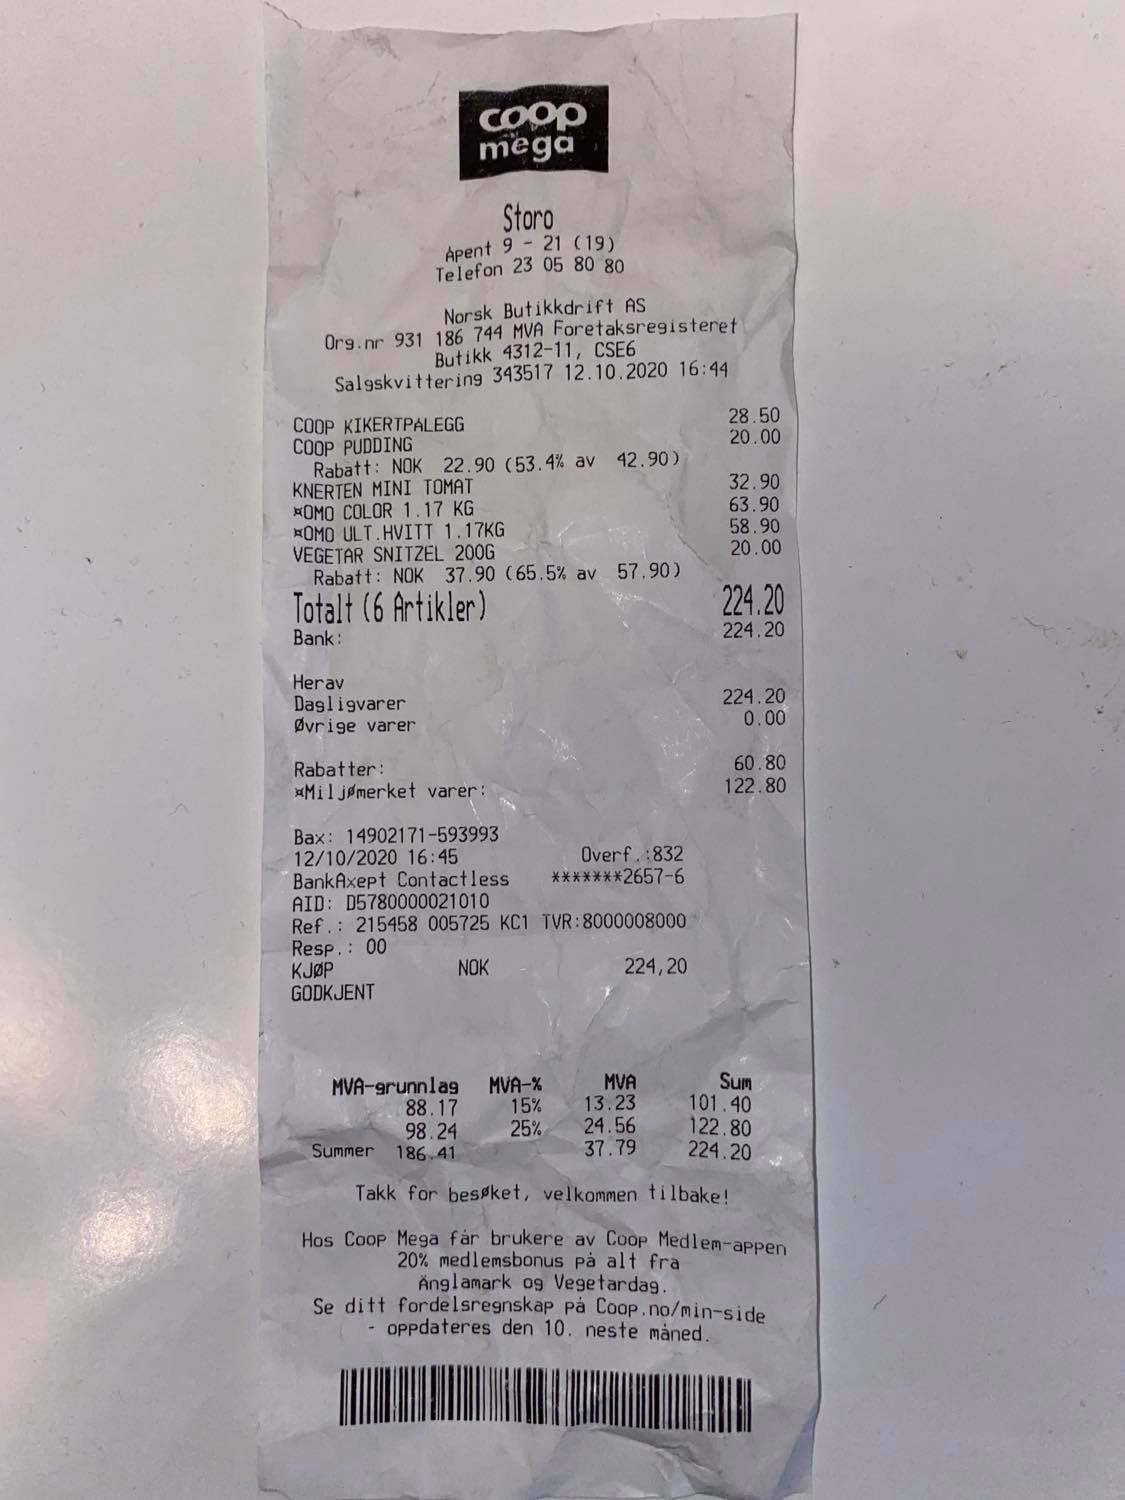 coop
mega
Storo
Åpent 9 - 21 (19)
Telefon 23 05 80 80
Norsk Butikkdrift AS
Org.nr 931 186 744 MVA Foretaksregisteret
Butikk 4312-11, CSE6
Salgskvittering 343517 12.10.2020 16:44
COOP KIKERTPÅLEGG 28.50
COOP PUDDING 20.00
Rabatt: NOK 22.90 (53.4% av 42.90)
KNERTEN MINI TOMAT 32.90
¤OMO COLOR 1.17 KG 63.90
¤OMO ULT.HVITT 1.17KG 58.90
VEGETAR SNITZEL 200G 20.00
Rabatt: NOK 37.90 (65.5% av 57.90)
Totalt (6 Artikler) 224.20
Bank: 224.20
Herav
Dagligvarer 224.20
Øvrige varer 0.00
Rabatter: 60.80
¤Miljømerket varer: 122.80
Bax: 14902171-593993
12/10/2020 16:45 Overf.:832
BankAxept Contactless *******2657-6
AID: D5780000021010
Ref.: 215458 005725 KC1 TVR:8000008000
Resp.: 00
KJØP NOK 224,20
GODKJENT
MVA-grunnlag MVA-% MVA Sum
88.17 15% 13.23 101.40
98.24 25% 24.56 122.80
Summer 186.41 37.79 224.20
Takk for besøket, velkommen tilbake!
Hos Coop Mega får brukere av Coop Medlem-appen
20% medlemsbonus på alt fra
Änglamark og Vegetardag.
Se ditt fordelsregnskap på Coop.no/min-side
- oppdateres den 10. neste måned.